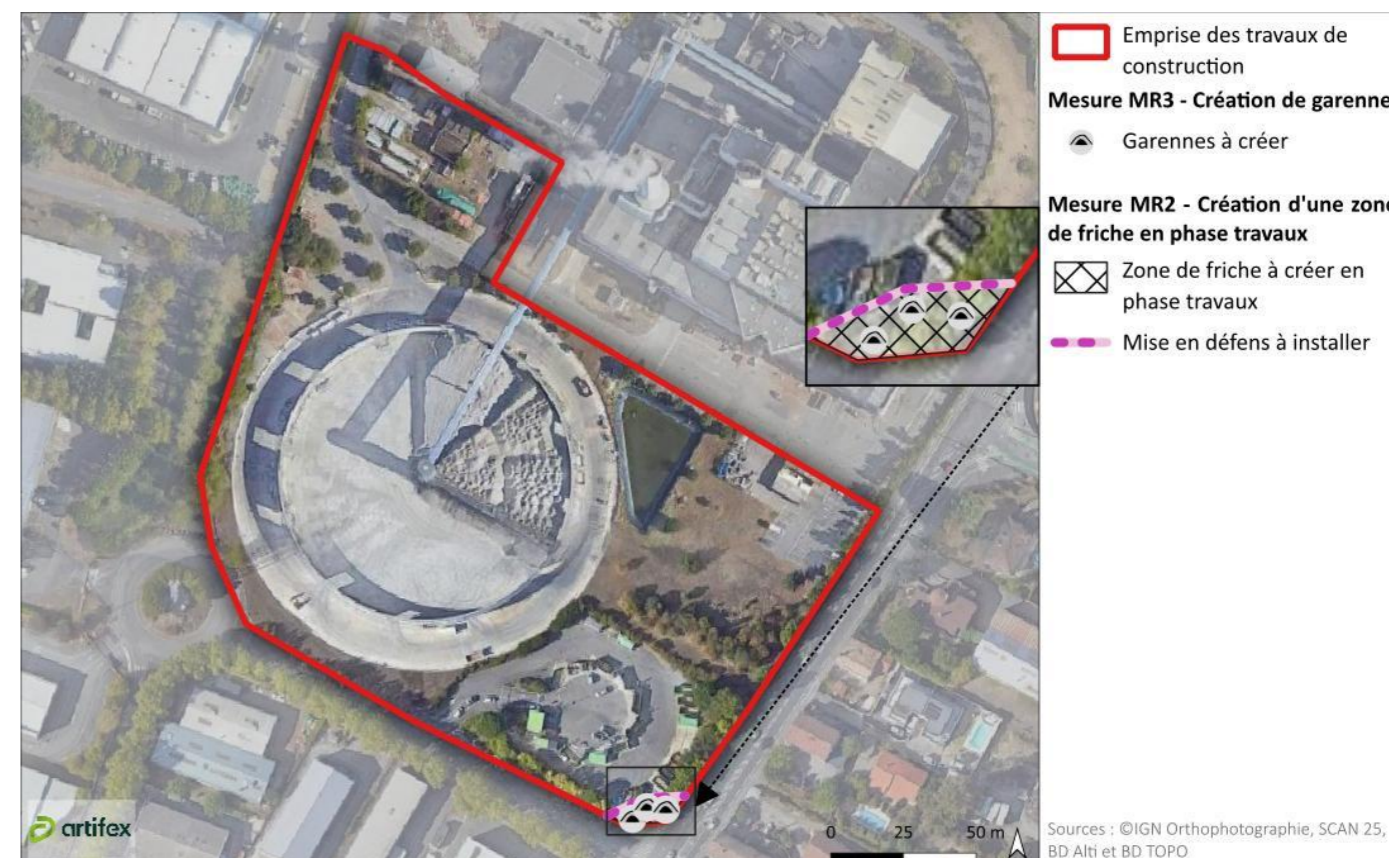 Emprise des travaux de
construction
Mesure MR3 - Création de garenne
Garennes à créer
Mesure MR2 - Création d'une zone
de friche en phase travaux
Zone de friche à créer en
phase travaux
Mise en défens à installer
artifex
0 25 50 m
Sources : ©IGN Orthophotographie, SCAN 25,
BD Alti et BD TOPO